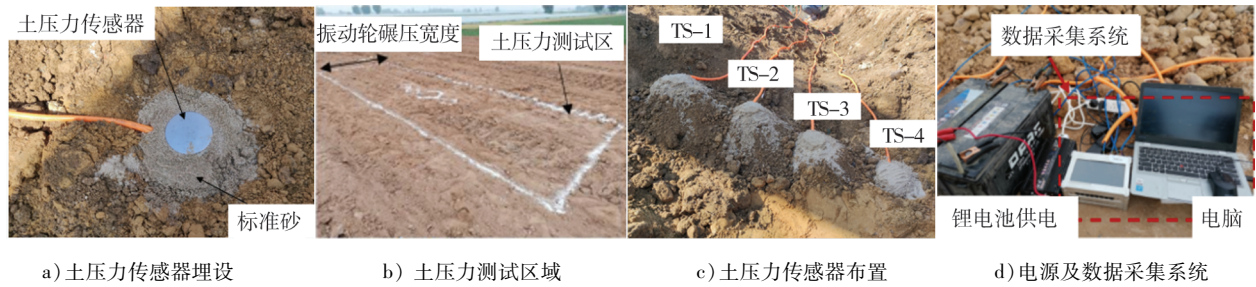 土压力传感器
标准砂
振动轮碾压宽度
土压力测试区
TS-1
TS-2
TS-3
TS-4
数据采集系统
锂电池供电
电脑
a)土压力传感器埋设
b) 土压力测试区域
c)土压力传感器布置
d)电源及数据采集系统